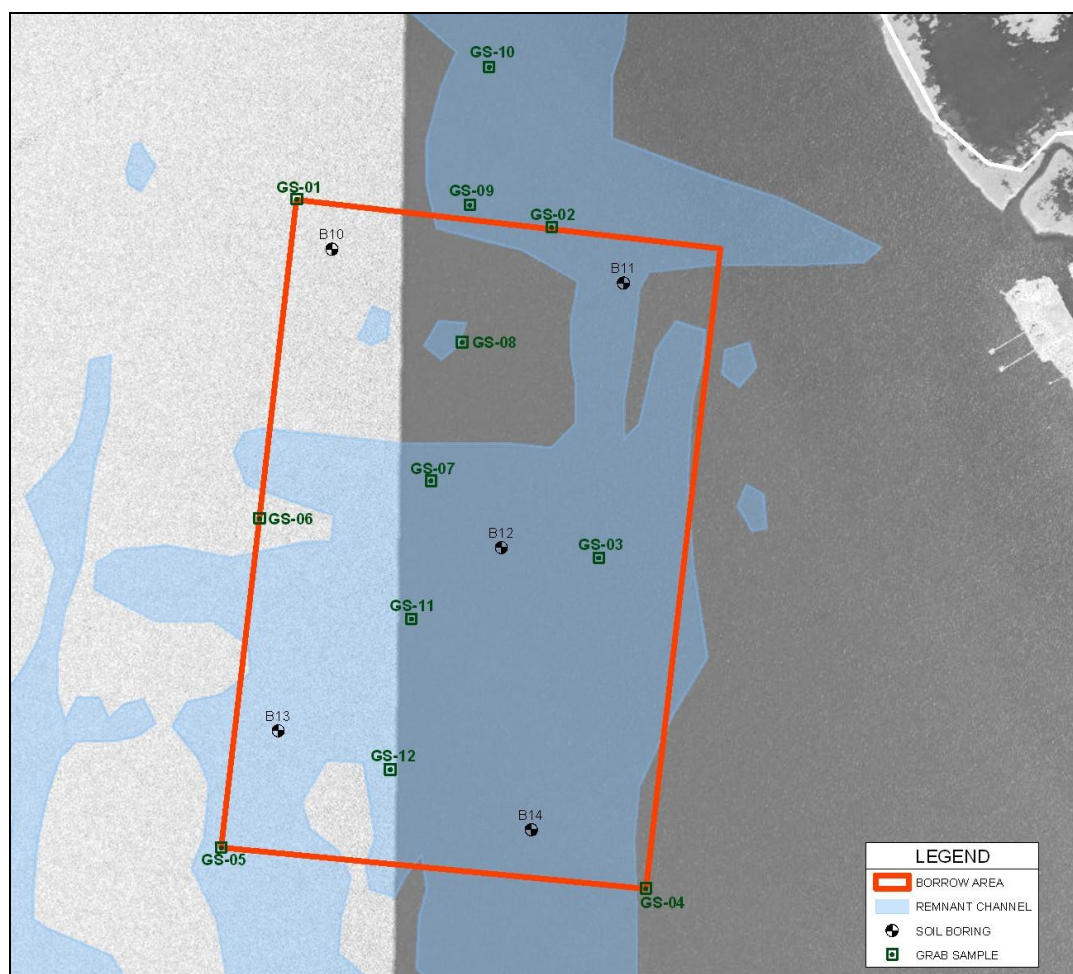 GS-10
GS-01
GS-09
GS-02
B10
B11
GS-08
GS-07
GS-06
B12
GS-03
GS-11
B13
GS-12
B14
GS-05
GS-04
LEGEND
BORROW AREA
REMNANT CHANNEL
SOIL BORING
GRAB SAMPLE